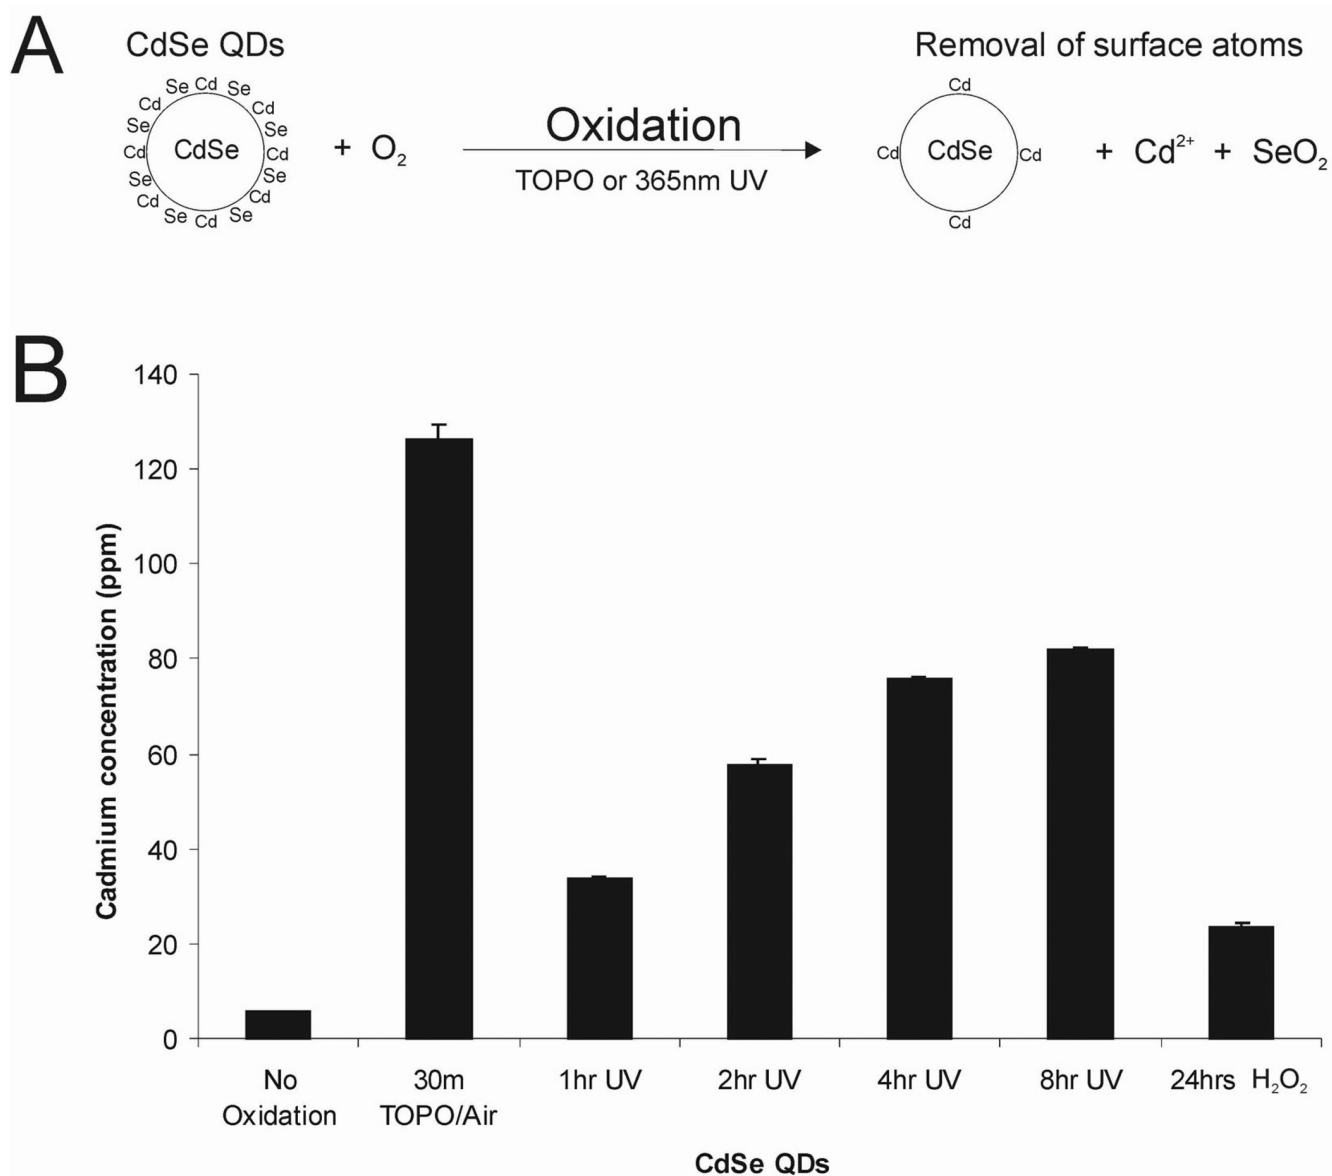 A
CdSe QDs
Removal of surface atoms
Se Cd Se
Cd Cd
Se Se
Cd CdSe Cd
Se Se
Cd Cd
Se Cd Se
+ O₂
Oxidation
TOPO or 365nm UV
Cd
Cd CdSe Cd
Cd
+ Cd²⁺ + SeO₂
B
Cadmium concentration (ppm)
140
120
100
80
60
40
20
0
No Oxidation
30m TOPO/Air
1hr UV
2hr UV
4hr UV
8hr UV
24hrs H₂O₂
CdSe QDs